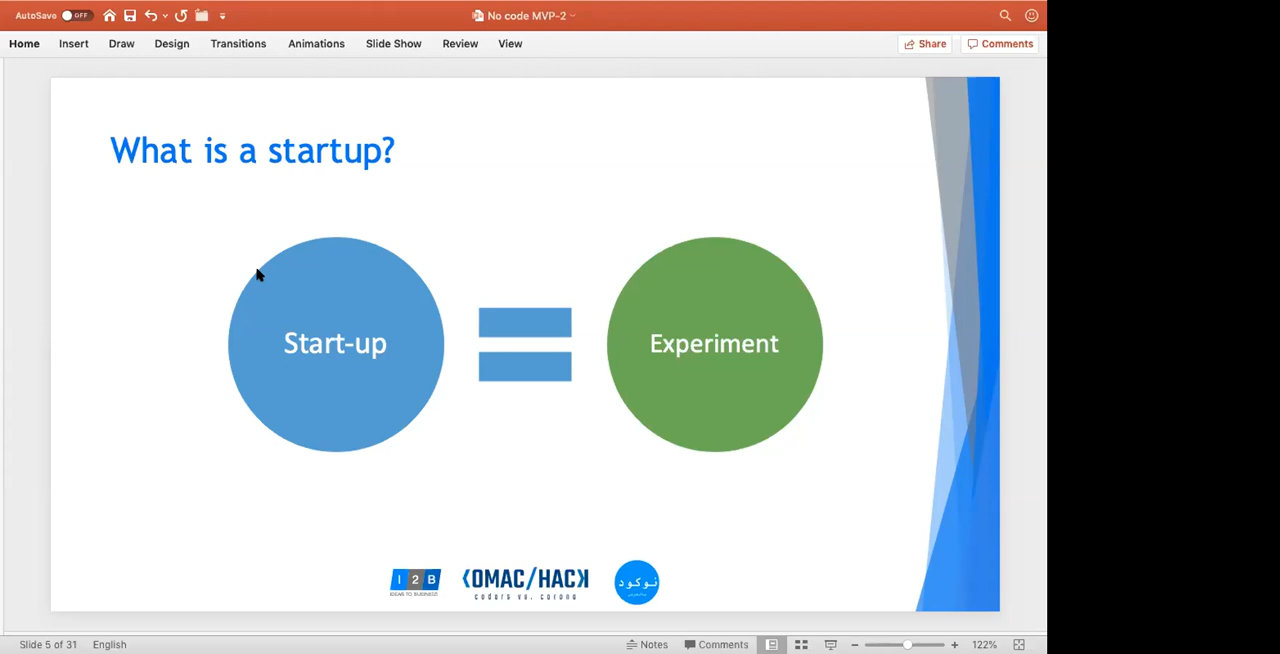 AutoSave OFF
No code MVP-2
Home Insert Draw Design Transitions Animations Slide Show Review View Share Comments
What is a startup?
Start-up
Experiment
I 2 B
IDEAS TO BUSINESS
OMAC/HACK
coders vs. corona
نوكود
Slide 5 of 31 English Notes Comments 122%